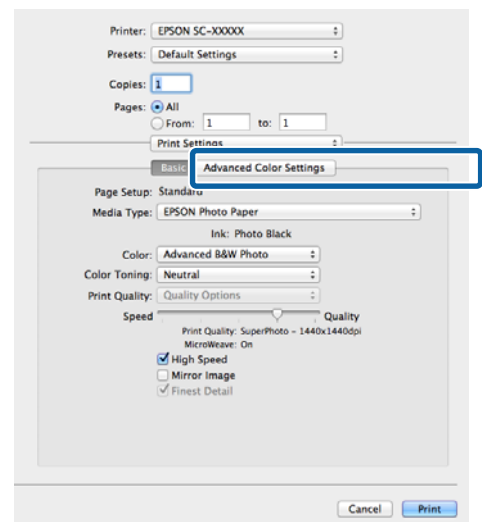 Printer: EPSON SC-XXXXX
Presets: Default Settings
Copies: 1
Pages: All
From: 1 to: 1
Print Settings
Basic Advanced Color Settings
Page Setup: Standard
Media Type: EPSON Photo Paper
Ink: Photo Black
Color: Advanced B&W Photo
Color Toning: Neutral
Print Quality: Quality Options
Speed Quality
Print Quality: SuperPhoto - 1440x1440dpi
MicroWeave: On
High Speed
Mirror Image
Finest Detail
Cancel Print